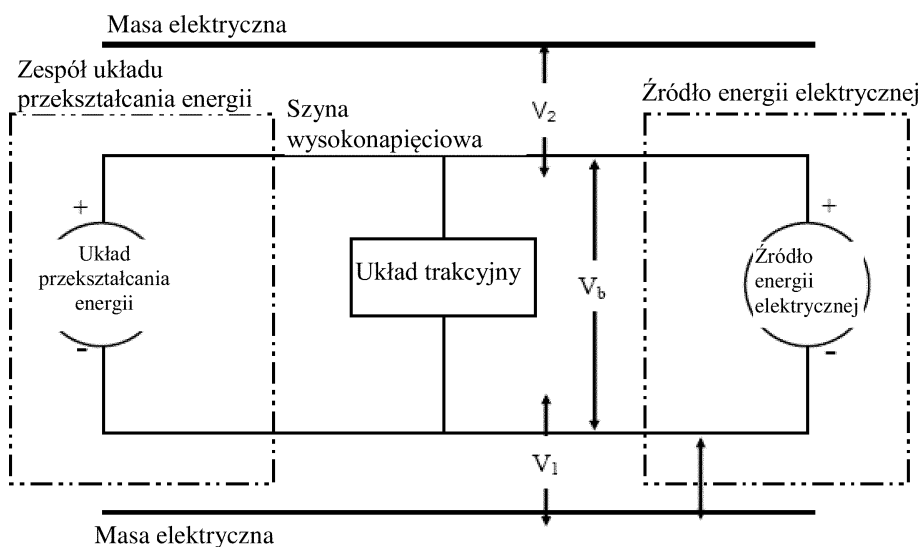 Masa elektryczna
Zespół układu
przekształcania energii
Szyna
wysokonapięciowa
V2
Źródło energii elektrycznej
+
Układ
przekształcania
energii
-
Układ trakcyjny
Vb
+
Źródło
energii
elektrycznej
-
V1
Masa elektryczna